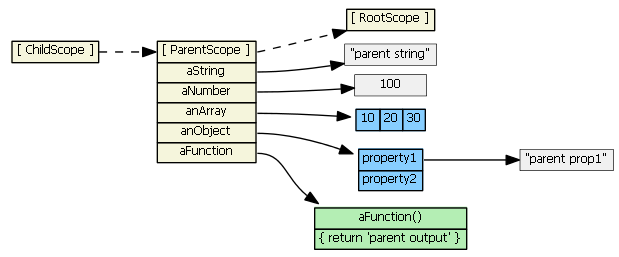 [ RootScope ]
[ ChildScope ]
[ ParentScope ]
aString
"parent string"
aNumber
100
anArray
10 20 30
anObject
property1
"parent prop1"
property2
aFunction
aFunction()
{ return 'parent output' }